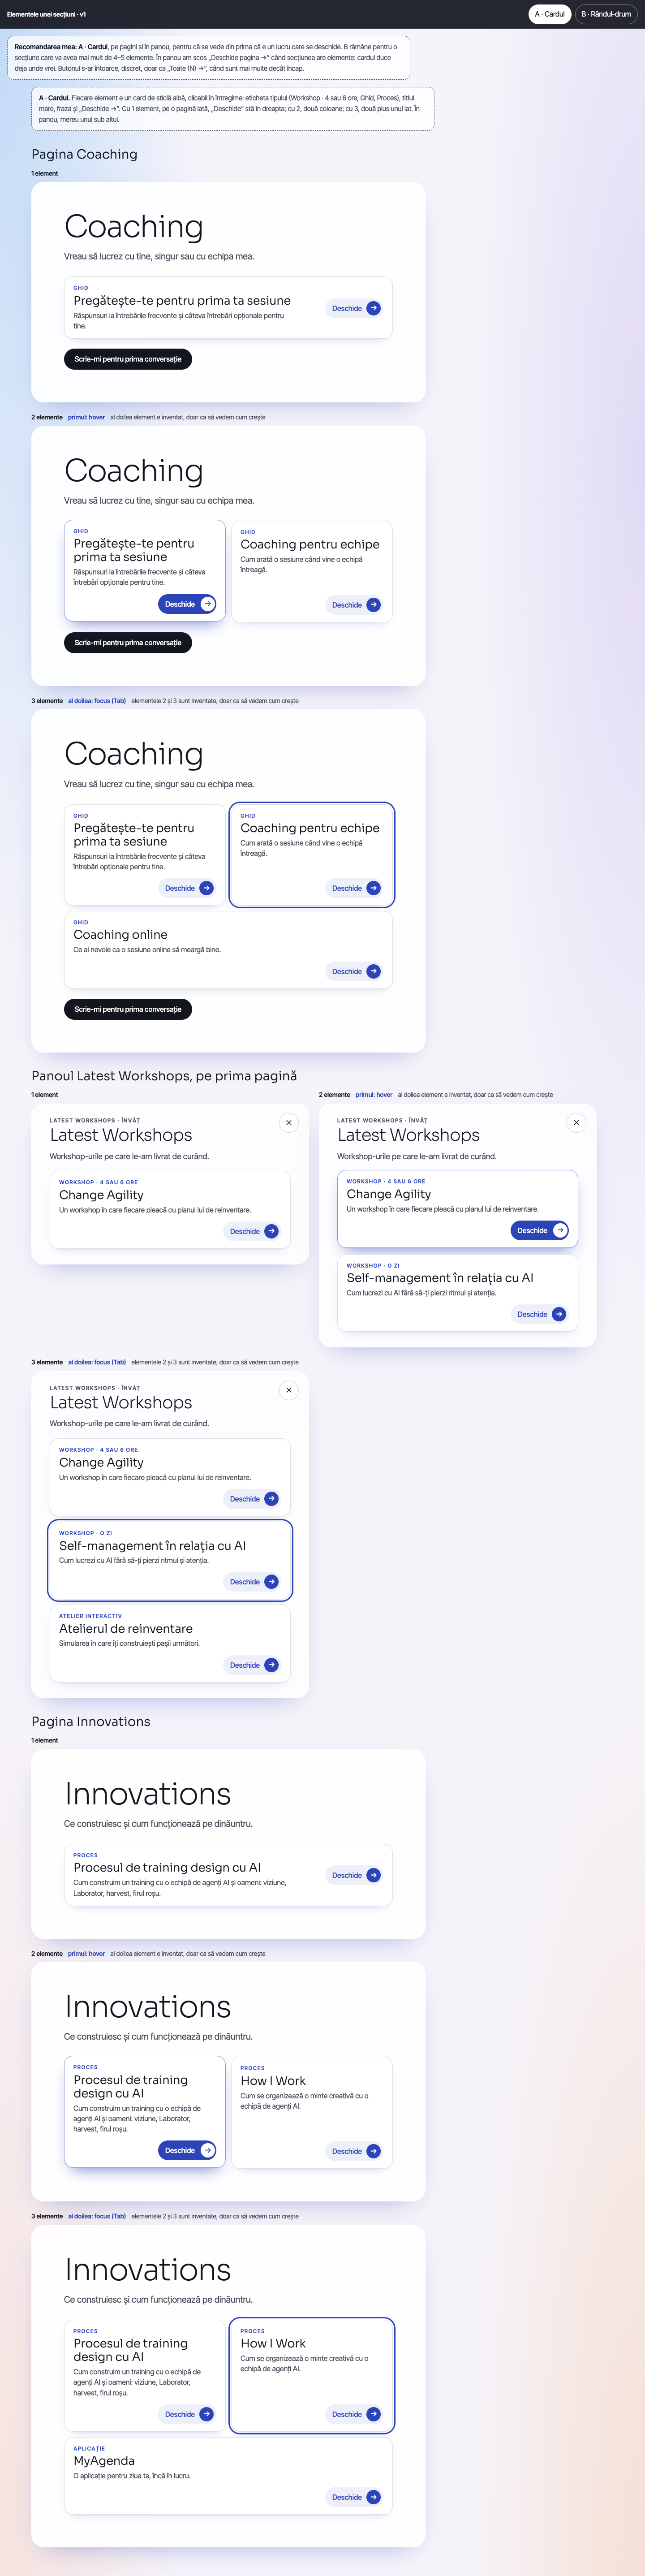 Elementele unei secțiuni · v1
A · Cardul
B · Rândul-drum
Recomandarea mea: A · Cardul, pe pagini și în panou, pentru că se vede din prima că e un lucru care se deschide. B rămâne pentru o
secțiune care va avea mai mult de 4–5 elemente. În panou am scos „Deschide pagina →” când secțiunea are elemente: cardul duce
deja unde vrei. Butonul s-ar întoarce, discret, doar ca „Toate (N) →”, când sunt mai multe decât încap.
A · Cardul. Fiecare element e un card de sticlă albă, clicabil în întregime: eticheta tipului (Workshop · 4 sau 6 ore, Ghid, Proces), titlul
mare, fraza și „Deschide →”. Cu 1 element, pe o pagină lată, „Deschide” stă în dreapta; cu 2, două coloane; cu 3, două plus unul lat. În
panou, mereu unul sub altul.
Pagina Coaching
1 element
Coaching
Vreau să lucrez cu tine, singur sau cu echipa mea.
GHID
Pregătește-te pentru prima ta sesiune
Răspunsuri la întrebările frecvente și câteva întrebări opționale pentru
tine.
Deschide →
Scrie-mi pentru prima conversație
2 elemente primul: hover al doilea element e inventat, doar ca să vedem cum crește
Coaching
Vreau să lucrez cu tine, singur sau cu echipa mea.
GHID
Pregătește-te pentru
prima ta sesiune
Răspunsuri la întrebările frecvente și câteva
întrebări opționale pentru tine.
Deschide →
GHID
Coaching pentru echipe
Cum arată o sesiune când vine o echipă
întreagă.
Deschide →
Scrie-mi pentru prima conversație
3 elemente al doilea: focus (Tab) elementele 2 și 3 sunt inventate, doar ca să vedem cum crește
Coaching
Vreau să lucrez cu tine, singur sau cu echipa mea.
GHID
Pregătește-te pentru
prima ta sesiune
Răspunsuri la întrebările frecvente și câteva
întrebări opționale pentru tine.
Deschide →
GHID
Coaching pentru echipe
Cum arată o sesiune când vine o echipă
întreagă.
Deschide →
GHID
Coaching online
Ce ai nevoie ca o sesiune online să meargă bine.
Deschide →
Scrie-mi pentru prima conversație
Panoul Latest Workshops, pe prima pagină
1 element
LATEST WORKSHOPS · ÎNVĂȚ
×
Latest Workshops
Workshop-urile pe care le-am livrat de curând.
WORKSHOP · 4 SAU 6 ORE
Change Agility
Un workshop în care fiecare pleacă cu planul lui de reinventare.
Deschide →
2 elemente primul: hover al doilea element e inventat, doar ca să vedem cum crește
LATEST WORKSHOPS · ÎNVĂȚ
×
Latest Workshops
Workshop-urile pe care le-am livrat de curând.
WORKSHOP · 4 SAU 6 ORE
Change Agility
Un workshop în care fiecare pleacă cu planul lui de reinventare.
Deschide →
WORKSHOP · O ZI
Self-management în relația cu AI
Cum lucrezi cu AI fără să-ți pierzi ritmul și atenția.
Deschide →
3 elemente al doilea: focus (Tab) elementele 2 și 3 sunt inventate, doar ca să vedem cum crește
LATEST WORKSHOPS · ÎNVĂȚ
×
Latest Workshops
Workshop-urile pe care le-am livrat de curând.
WORKSHOP · 4 SAU 6 ORE
Change Agility
Un workshop în care fiecare pleacă cu planul lui de reinventare.
Deschide →
WORKSHOP · O ZI
Self-management în relația cu AI
Cum lucrezi cu AI fără să-ți pierzi ritmul și atenția.
Deschide →
ATELIER INTERACTIV
Atelierul de reinventare
Simularea în care îți construiești pașii următori.
Deschide →
Pagina Innovations
1 element
Innovations
Ce construiesc și cum funcționează pe dinăuntru.
PROCES
Procesul de training design cu AI
Cum construim un training cu o echipă de agenți AI și oameni: viziune,
Laborator, harvest, firul roșu.
Deschide →
2 elemente primul: hover al doilea element e inventat, doar ca să vedem cum crește
Innovations
Ce construiesc și cum funcționează pe dinăuntru.
PROCES
Procesul de training
design cu AI
Cum construim un training cu o echipă de
agenți AI și oameni: viziune, Laborator,
harvest, firul roșu.
Deschide →
PROCES
How I Work
Cum se organizează o minte creativă cu o
echipă de agenți AI.
Deschide →
3 elemente al doilea: focus (Tab) elementele 2 și 3 sunt inventate, doar ca să vedem cum crește
Innovations
Ce construiesc și cum funcționează pe dinăuntru.
PROCES
Procesul de training
design cu AI
Cum construim un training cu o echipă de
agenți AI și oameni: viziune, Laborator,
harvest, firul roșu.
Deschide →
PROCES
How I Work
Cum se organizează o minte creativă cu o
echipă de agenți AI.
Deschide →
APLICAȚIE
MyAgenda
O aplicație pentru ziua ta, încă în lucru.
Deschide →